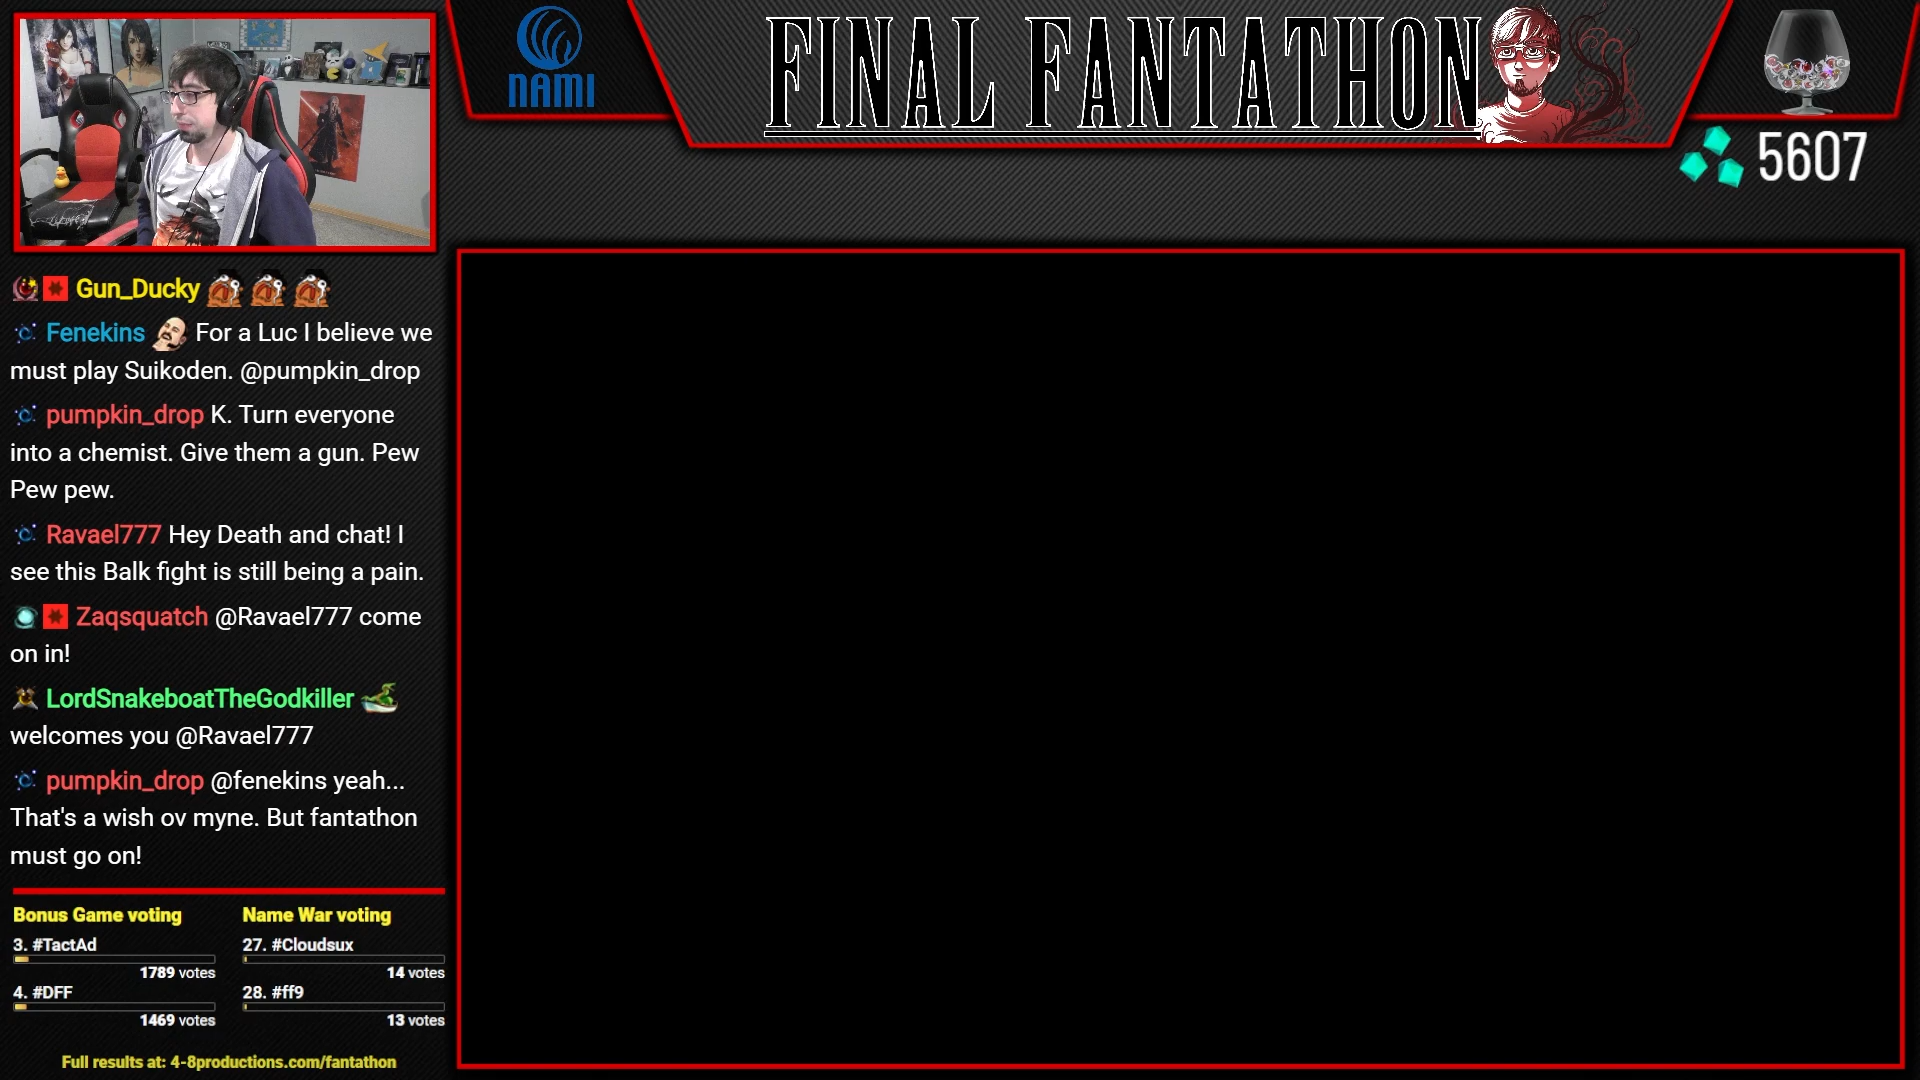 NAMI
FINAL FANTATHON
5607
Gun_Ducky
Fenekins For a Luc I believe we
must play Suikoden. @pumpkin_drop
pumpkin_drop K. Turn everyone
into a chemist. Give them a gun. Pew
Pew pew.
Ravael777 Hey Death and chat! I
see this Balk fight is still being a pain.
Zaqsquatch @Ravael777 come
on in!
LordSnakeboatTheGodkiller
welcomes you @Ravael777
pumpkin_drop @fenekins yeah...
That's a wish ov myne. But fantathon
must go on!
Bonus Game voting
3. #TactAd
1789 votes
4. #DFF
1469 votes
Name War voting
27. #Cloudsux
14 votes
28. #ff9
13 votes
Full results at: 4-8productions.com/fantathon